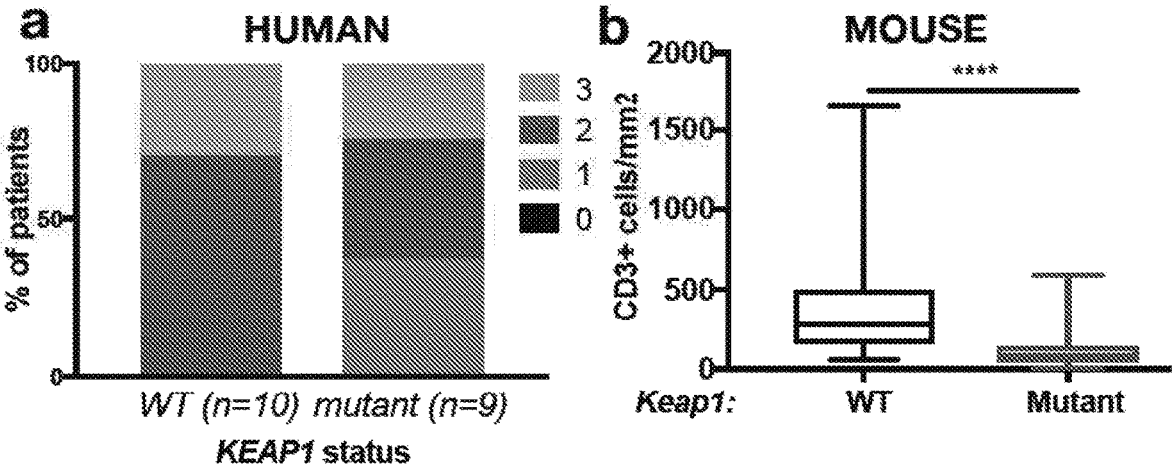 a
HUMAN
100
50
0
% of patients
3
2
1
0
WT (n=10) mutant (n=9)
KEAP1 status
b
MOUSE
2000
1500
1000
500
0
CD3+ cells/mm2
****
Keap1:
WT
Mutant